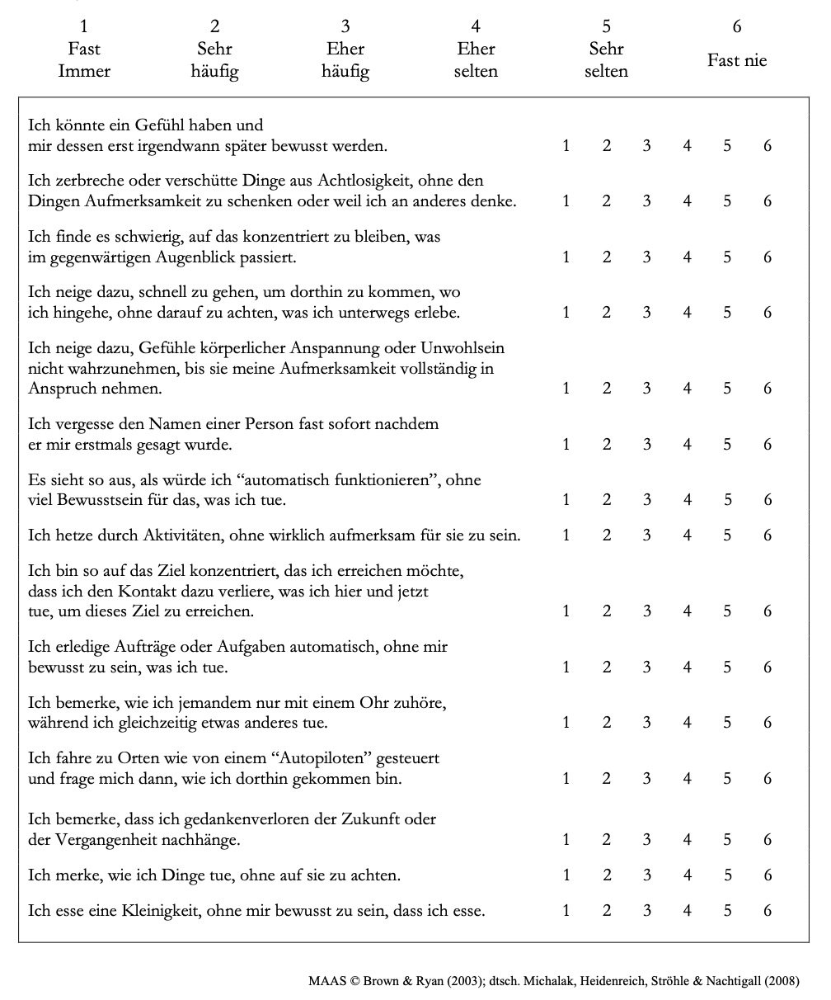 1 2 3 4 5 6
Fast Sehr Eher Eher Sehr Fast nie
Immer häufig häufig selten selten
Ich könnte ein Gefühl haben und
mir dessen erst irgendwann später bewusst werden. 1 2 3 4 5 6
Ich zerbreche oder verschütte Dinge aus Achtlosigkeit, ohne den
Dingen Aufmerksamkeit zu schenken oder weil ich an anderes denke. 1 2 3 4 5 6
Ich finde es schwierig, auf das konzentriert zu bleiben, was
im gegenwärtigen Augenblick passiert. 1 2 3 4 5 6
Ich neige dazu, schnell zu gehen, um dorthin zu kommen, wo
ich hingehe, ohne darauf zu achten, was ich unterwegs erlebe. 1 2 3 4 5 6
Ich neige dazu, Gefühle körperlicher Anspannung oder Unwohlsein
nicht wahrzunehmen, bis sie meine Aufmerksamkeit vollständig in
Anspruch nehmen. 1 2 3 4 5 6
Ich vergesse den Namen einer Person fast sofort nachdem
er mir erstmals gesagt wurde. 1 2 3 4 5 6
Es sieht so aus, als würde ich “automatisch funktionieren”, ohne
viel Bewusstsein für das, was ich tue. 1 2 3 4 5 6
Ich hetze durch Aktivitäten, ohne wirklich aufmerksam für sie zu sein. 1 2 3 4 5 6
Ich bin so auf das Ziel konzentriert, das ich erreichen möchte,
dass ich den Kontakt dazu verliere, was ich hier und jetzt
tue, um dieses Ziel zu erreichen. 1 2 3 4 5 6
Ich erledige Aufträge oder Aufgaben automatisch, ohne mir
bewusst zu sein, was ich tue. 1 2 3 4 5 6
Ich bemerke, wie ich jemandem nur mit einem Ohr zuhöre,
während ich gleichzeitig etwas anderes tue. 1 2 3 4 5 6
Ich fahre zu Orten wie von einem “Autopiloten” gesteuert
und frage mich dann, wie ich dorthin gekommen bin. 1 2 3 4 5 6
Ich bemerke, dass ich gedankenverloren der Zukunft oder
der Vergangenheit nachhänge. 1 2 3 4 5 6
Ich merke, wie ich Dinge tue, ohne auf sie zu achten. 1 2 3 4 5 6
Ich esse eine Kleinigkeit, ohne mir bewusst zu sein, dass ich esse. 1 2 3 4 5 6
MAAS © Brown & Ryan (2003); dtsch. Michalak, Heidenreich, Ströhle & Nachtigall (2008)